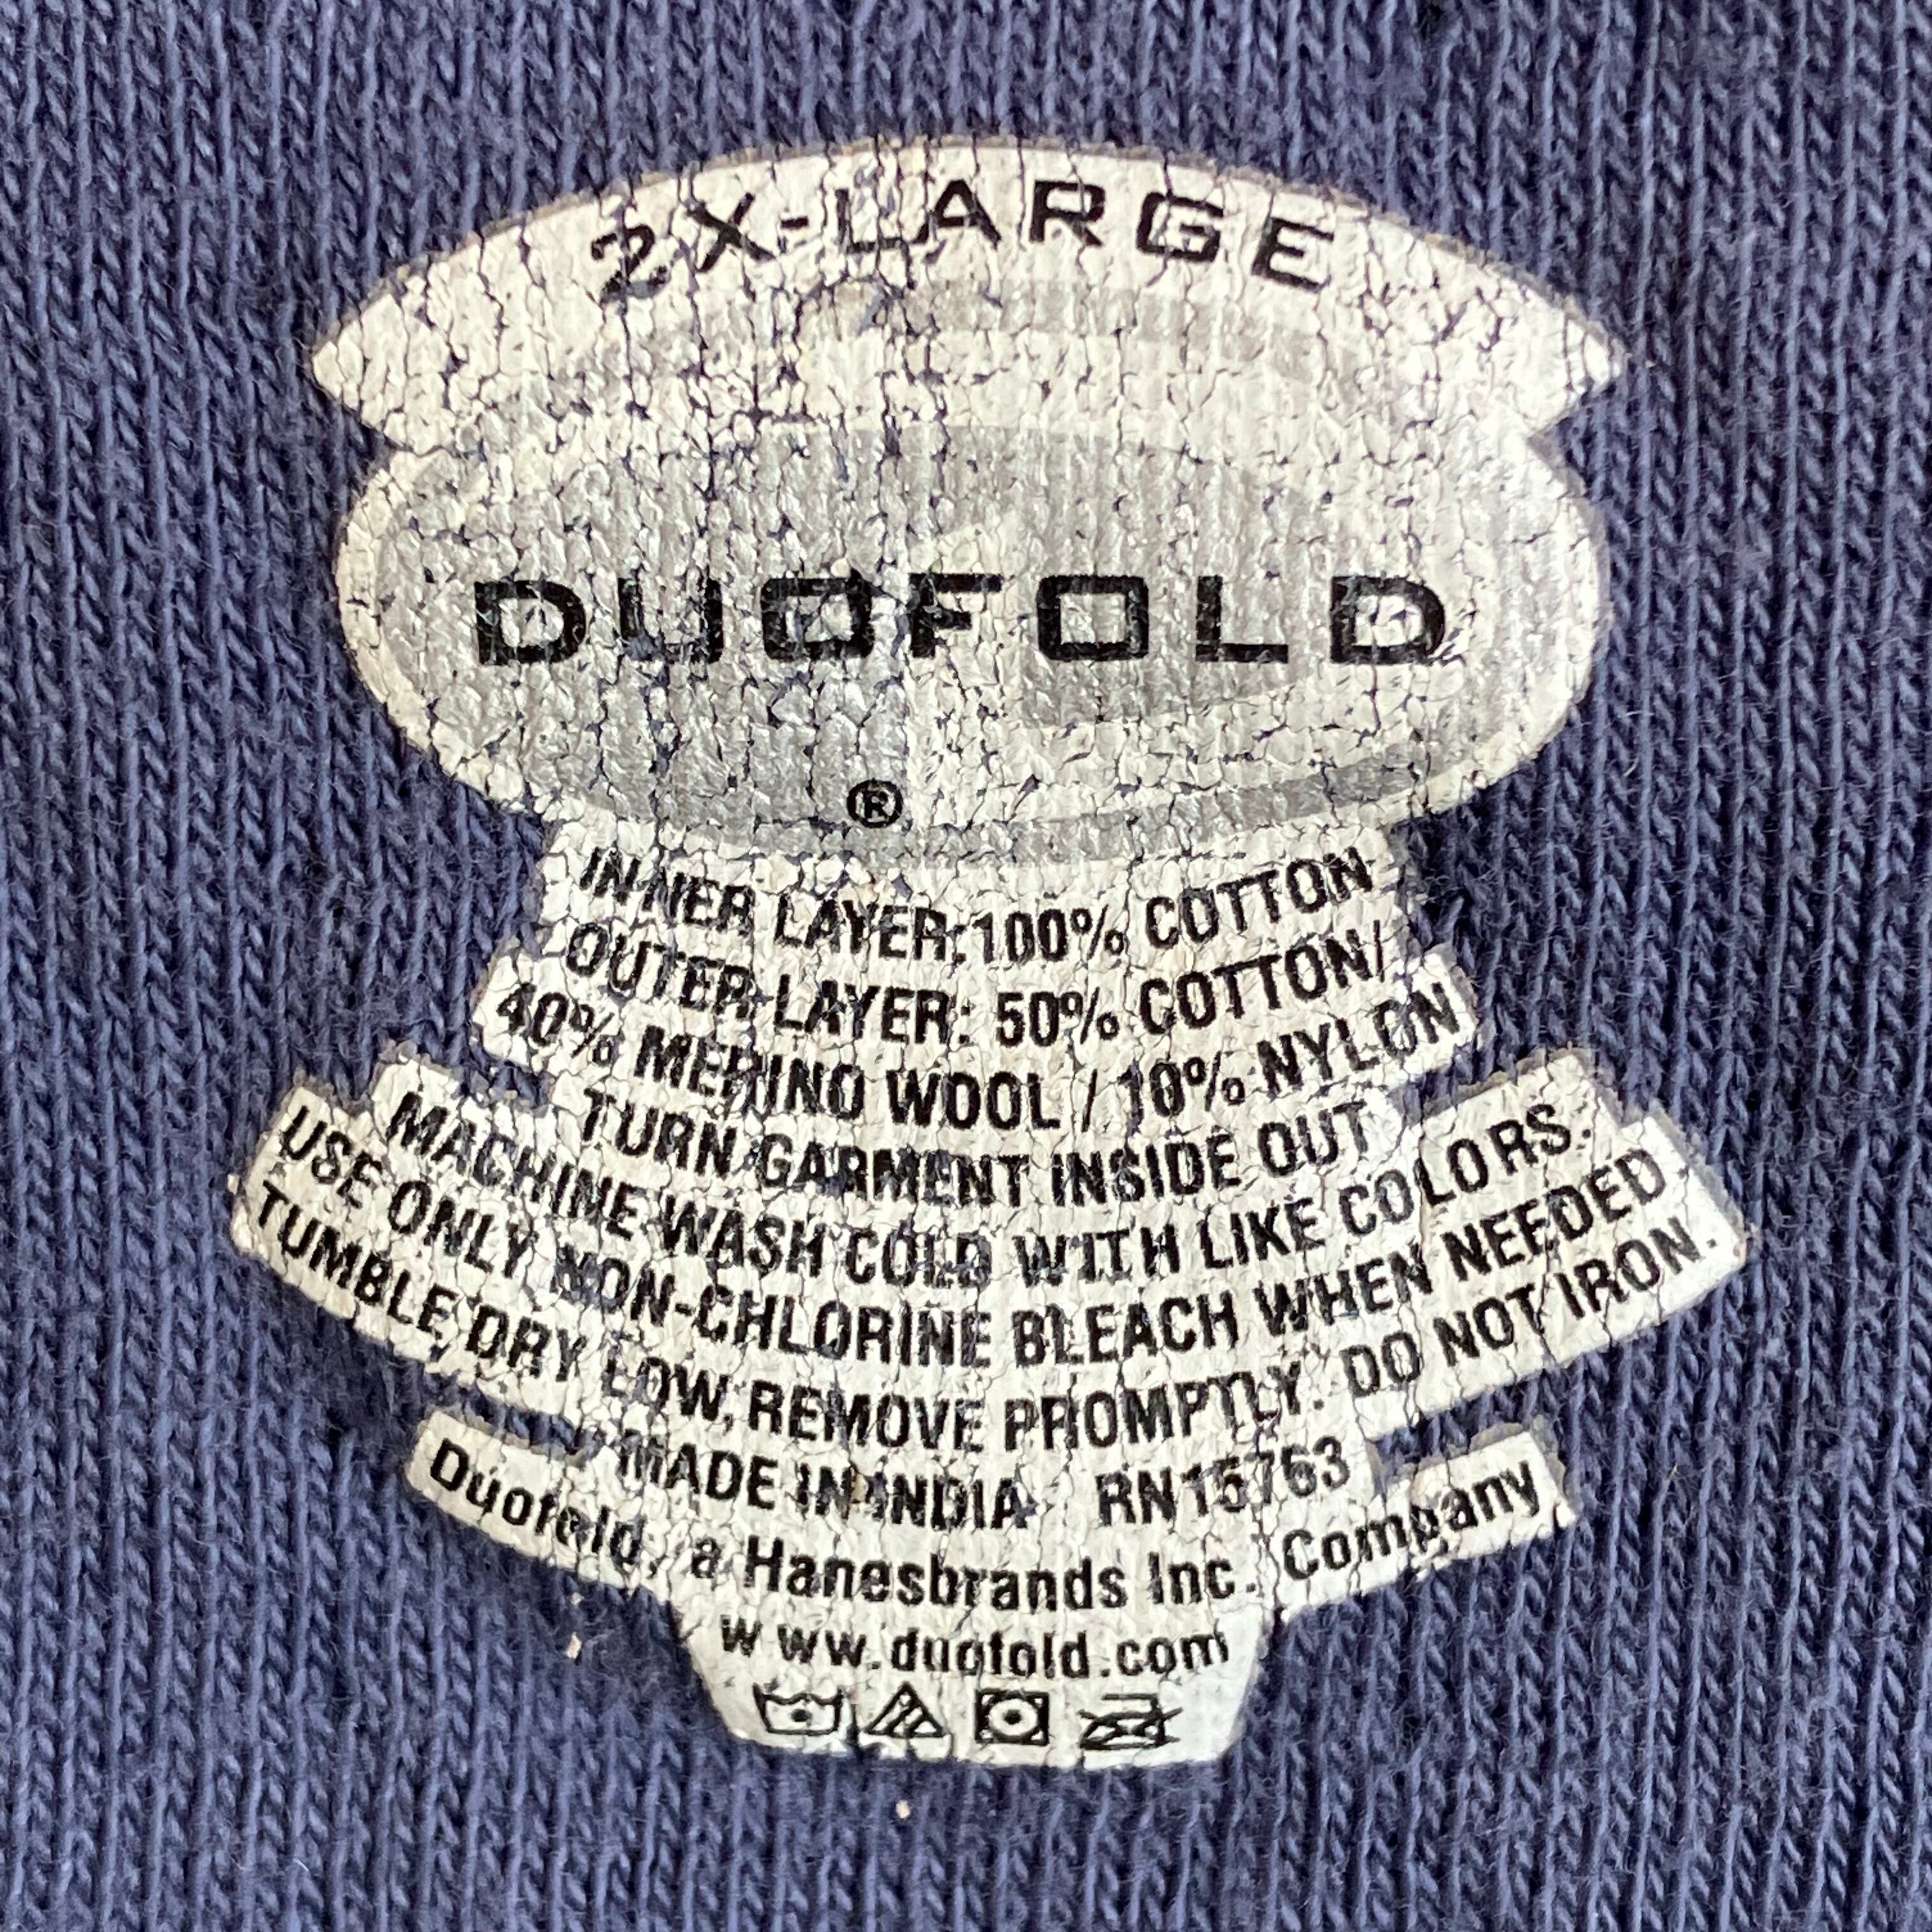 2X-LARGE
DUOFOLD
®
INNER LAYER:100% COTTON
OUTER LAYER: 50% COTTON/
40% MERINO WOOL / 10% NYLON
TURN GARMENT INSIDE OUT
MACHINE WASH COLD WITH LIKE COLORS.
USE ONLY NON-CHLORINE BLEACH WHEN NEEDED.
TUMBLE DRY LOW, REMOVE PROMPTLY. DO NOT IRON.
MADE IN INDIA RN15763
Duofold, a Hanesbrands Inc. Company
www.duofold.com